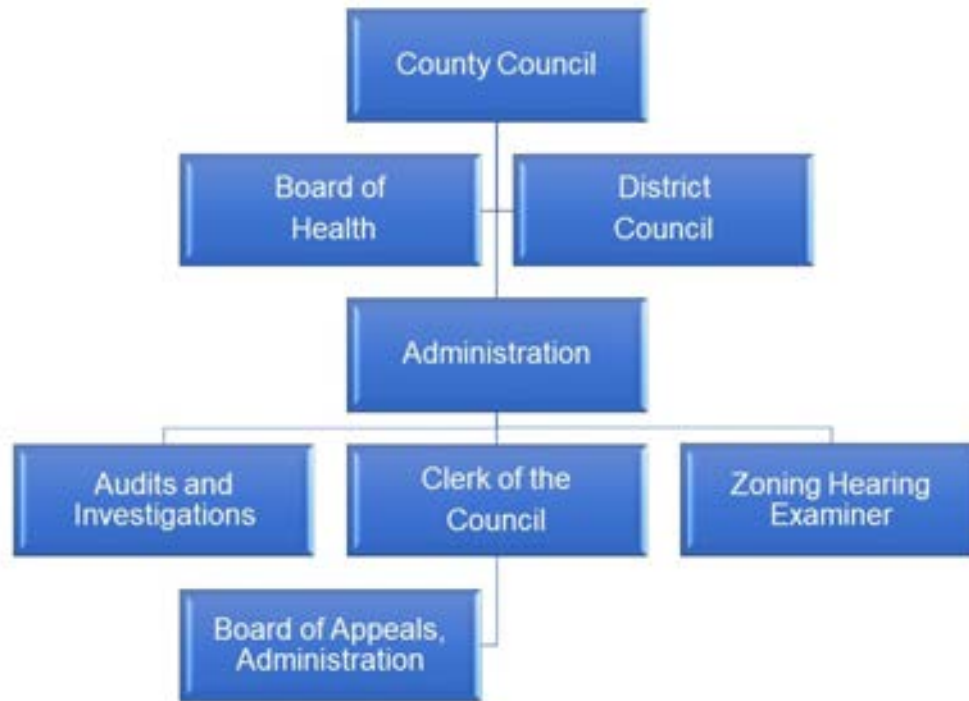 County Council
Board of
Health
District
Council
Administration
Audits and
Investigations
Clerk of the
Council
Zoning Hearing
Examiner
Board of Appeals,
Administration